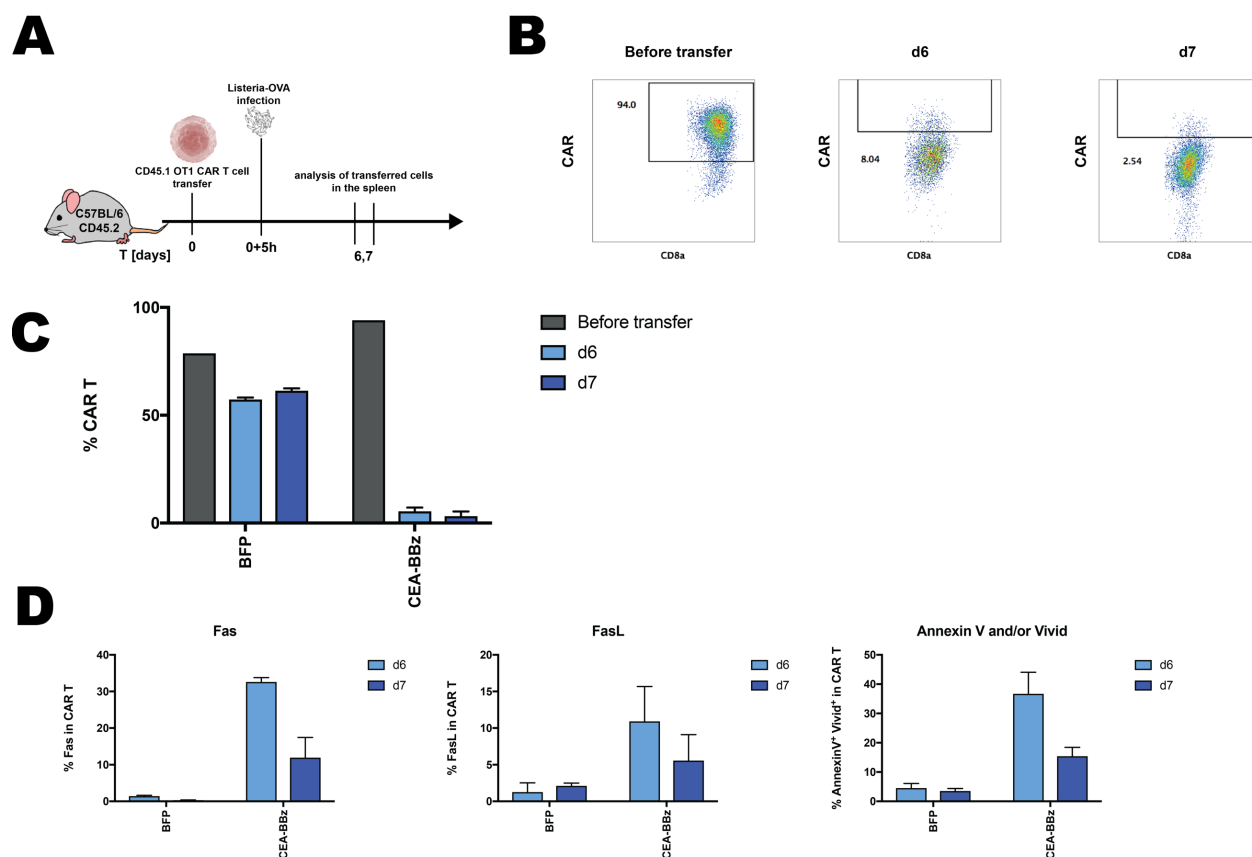 A
Listeria-OVA
infection
CD45.1 OT1 CAR T cell
transfer
analysis of transferred cells
in the spleen
C57BL/6
CD45.2
T [days]
0
0+5h
6,7
B
Before transfer
d6
d7
94.0
8.04
2.54
CAR
CAR
CAR
CD8a
CD8a
CD8a
C
100
50
0
% CAR T
BFP
CEA-BBz
Before transfer
d6
d7
D
Fas
40
30
20
10
0
% Fas in CAR T
BFP
CEA-BBz
d6
d7
FasL
20
15
10
5
0
% FasL in CAR T
BFP
CEA-BBz
d6
d7
Annexin V and/or Vivid
50
40
30
20
10
0
% AnnexinV⁺ Vivid⁺ in CAR T
BFP
CEA-BBz
d6
d7